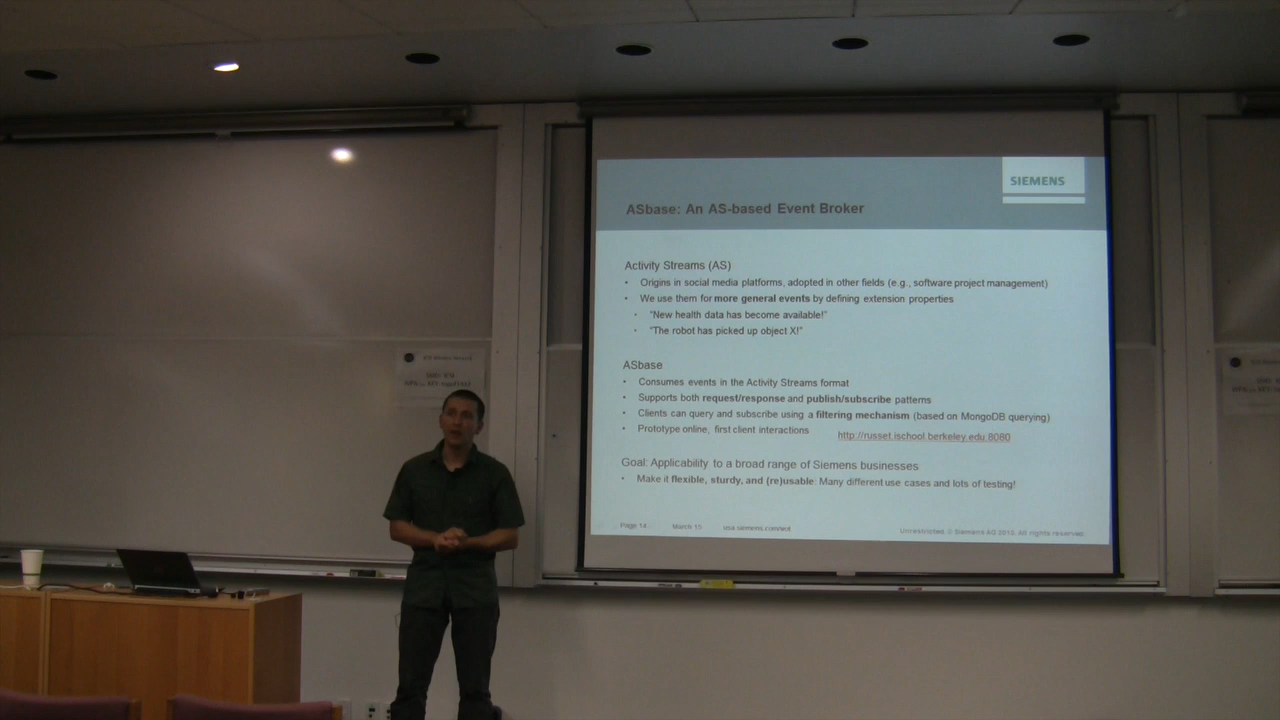 SIEMENS
ASbase: An AS-based Event Broker
Activity Streams (AS)
• Origins in social media platforms, adopted in other fields (e.g., software project management)
• We use them for more general events by defining extension properties
• "New health data has become available!"
• "The robot has picked up object X!"
ASbase
• Consumes events in the Activity Streams format
• Supports both request/response and publish/subscribe patterns
• Clients can query and subscribe using a filtering mechanism (based on MongoDB querying)
• Prototype online, first client interactions http://russet.ischool.berkeley.edu:8080
Goal: Applicability to a broad range of Siemens businesses
• Make it flexible, sturdy, and (re)usable: Many different use cases and lots of testing!
Page 14 March 15 usa.siemens.com/wot Unrestricted © Siemens AG 2013. All rights reserved.